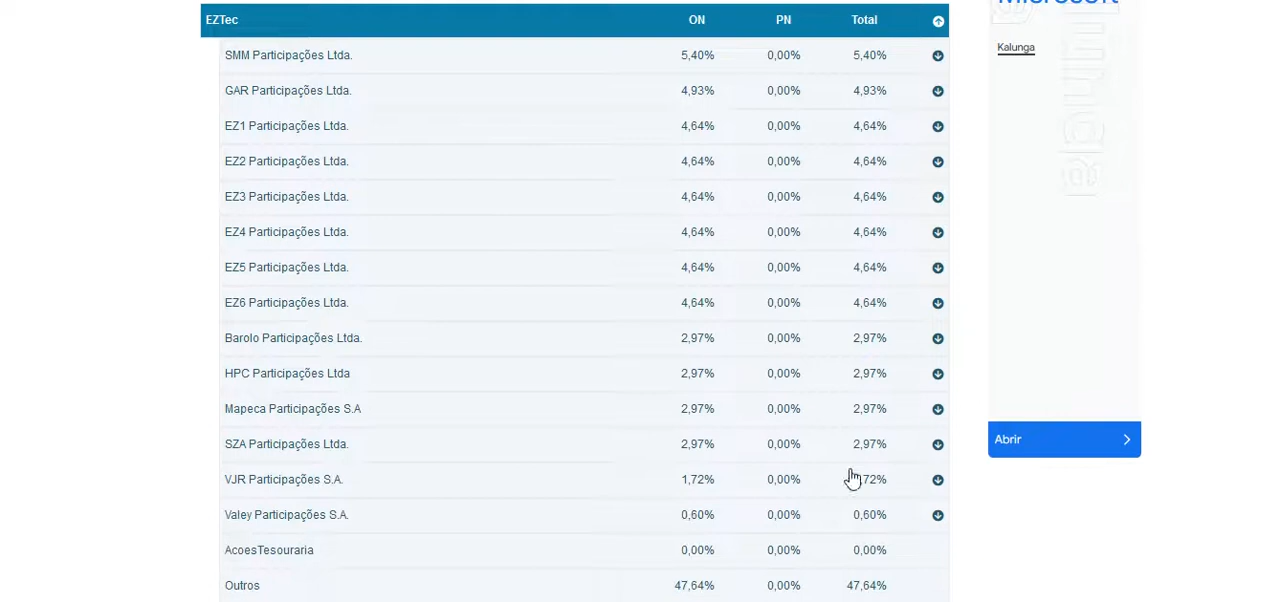 EZTec ON PN Total
SMM Participações Ltda. 5,40% 0,00% 5,40%
GAR Participações Ltda. 4,93% 0,00% 4,93%
EZ1 Participações Ltda. 4,64% 0,00% 4,64%
EZ2 Participações Ltda. 4,64% 0,00% 4,64%
EZ3 Participações Ltda. 4,64% 0,00% 4,64%
EZ4 Participações Ltda. 4,64% 0,00% 4,64%
EZ5 Participações Ltda. 4,64% 0,00% 4,64%
EZ6 Participações Ltda. 4,64% 0,00% 4,64%
Barolo Participações Ltda. 2,97% 0,00% 2,97%
HPC Participações Ltda 2,97% 0,00% 2,97%
Mapeca Participações S.A 2,97% 0,00% 2,97%
SZA Participações Ltda. 2,97% 0,00% 2,97%
VJR Participações S.A. 1,72% 0,00% 72%
Valey Participações S.A. 0,60% 0,00% 0,60%
AcoesTesouraria 0,00% 0,00% 0,00%
Outros 47,64% 0,00% 47,64%
Microsoft
Kalunga
Abrir